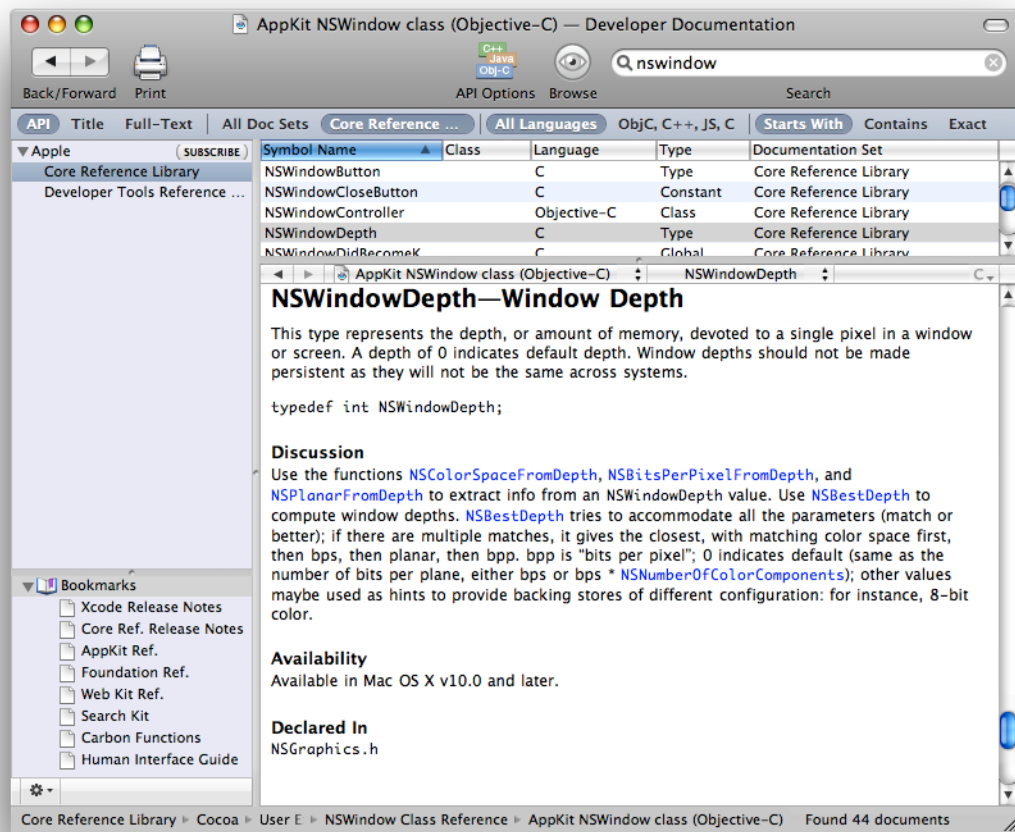 AppKit NSWindow class (Objective-C) — Developer Documentation
C++
Java
Obj-C
nswindow
Back/Forward Print API Options Browse Search
API Title Full-Text All Doc Sets Core Reference ... All Languages ObjC, C++, JS, C Starts With Contains Exact
Apple SUBSCRIBE
Core Reference Library
Developer Tools Reference ...
Symbol Name Class Language Type Documentation Set
NSWindowButton C Type Core Reference Library
NSWindowCloseButton C Constant Core Reference Library
NSWindowController Objective-C Class Core Reference Library
NSWindowDepth C Type Core Reference Library
NSWindowDidBecomeK C Global Core Reference Library
AppKit NSWindow class (Objective-C) NSWindowDepth C
NSWindowDepth—Window Depth
This type represents the depth, or amount of memory, devoted to a single pixel in a window
or screen. A depth of 0 indicates default depth. Window depths should not be made
persistent as they will not be the same across systems.
typedef int NSWindowDepth;
Discussion
Use the functions NSColorSpaceFromDepth, NSBitsPerPixelFromDepth, and
NSPlanarFromDepth to extract info from an NSWindowDepth value. Use NSBestDepth to
compute window depths. NSBestDepth tries to accommodate all the parameters (match or
better); if there are multiple matches, it gives the closest, with matching color space first,
then bps, then planar, then bpp. bpp is “bits per pixel”; 0 indicates default (same as the
number of bits per plane, either bps or bps * NSNumberOfColorComponents); other values
maybe used as hints to provide backing stores of different configuration: for instance, 8-bit
color.
Availability
Available in Mac OS X v10.0 and later.
Declared In
NSGraphics.h
Bookmarks
Xcode Release Notes
Core Ref. Release Notes
AppKit Ref.
Foundation Ref.
Web Kit Ref.
Search Kit
Carbon Functions
Human Interface Guide
Core Reference Library Cocoa User E NSWindow Class Reference AppKit NSWindow class (Objective-C) Found 44 documents